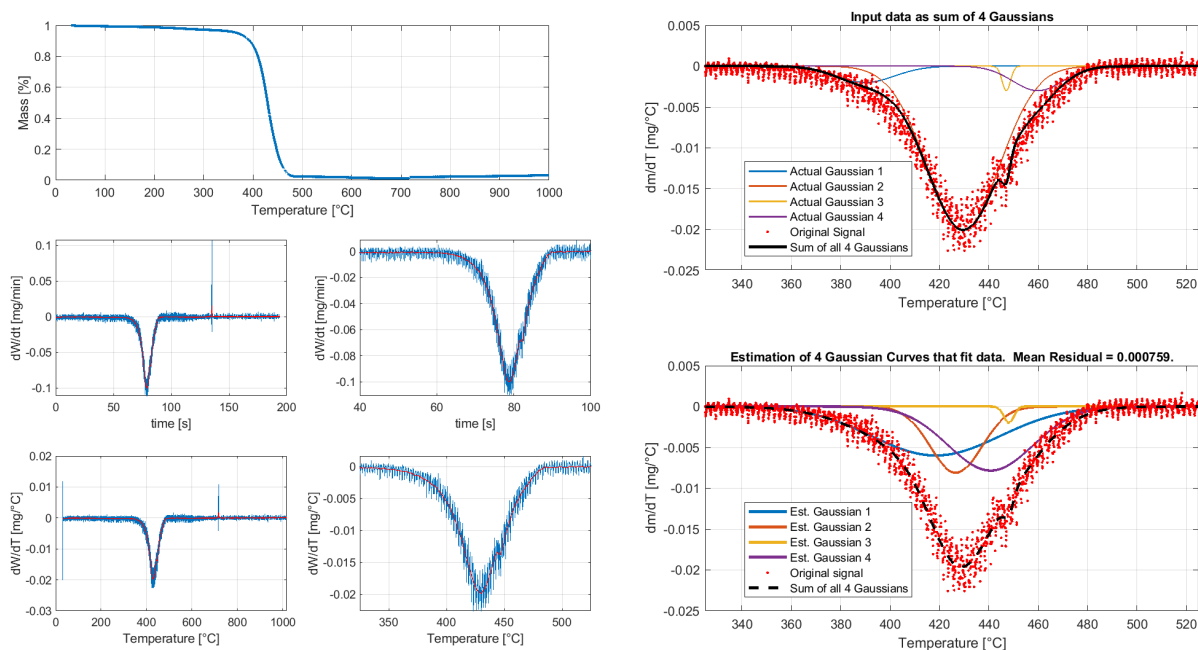 1
0.8
0.6
0.4
0.2
0
Mass [%]
0 100 200 300 400 500 600 700 800 900 1000
Temperature [°C]
0.1
0.05
0
-0.05
-0.1
dW/dt [mg/min]
0 50 100 150 200
time [s]
0
-0.02
-0.04
-0.06
-0.08
-0.1
dW/dt [mg/min]
40 60 80 100
time [s]
0.02
0.01
0
-0.01
-0.02
-0.03
dW/dT [mg/°C]
0 200 400 600 800 1000
Temperature [°C]
0
-0.005
-0.01
-0.015
-0.02
dW/dT [mg/°C]
350 400 450 500
Temperature [°C]
Input data as sum of 4 Gaussians
0.005
0
-0.005
-0.01
-0.015
-0.02
-0.025
dm/dT [mg/°C]
Actual Gaussian 1
Actual Gaussian 2
Actual Gaussian 3
Actual Gaussian 4
Original Signal
Sum of all 4 Gaussians
340 360 380 400 420 440 460 480 500 520
Temperature [°C]
Estimation of 4 Gaussian Curves that fit data. Mean Residual = 0.000759.
0.005
0
-0.005
-0.01
-0.015
-0.02
-0.025
dm/dT [mg/°C]
Est. Gaussian 1
Est. Gaussian 2
Est. Gaussian 3
Est. Gaussian 4
Original signal
Sum of all 4 Gaussians
340 360 380 400 420 440 460 480 500 520
Temperature [°C]